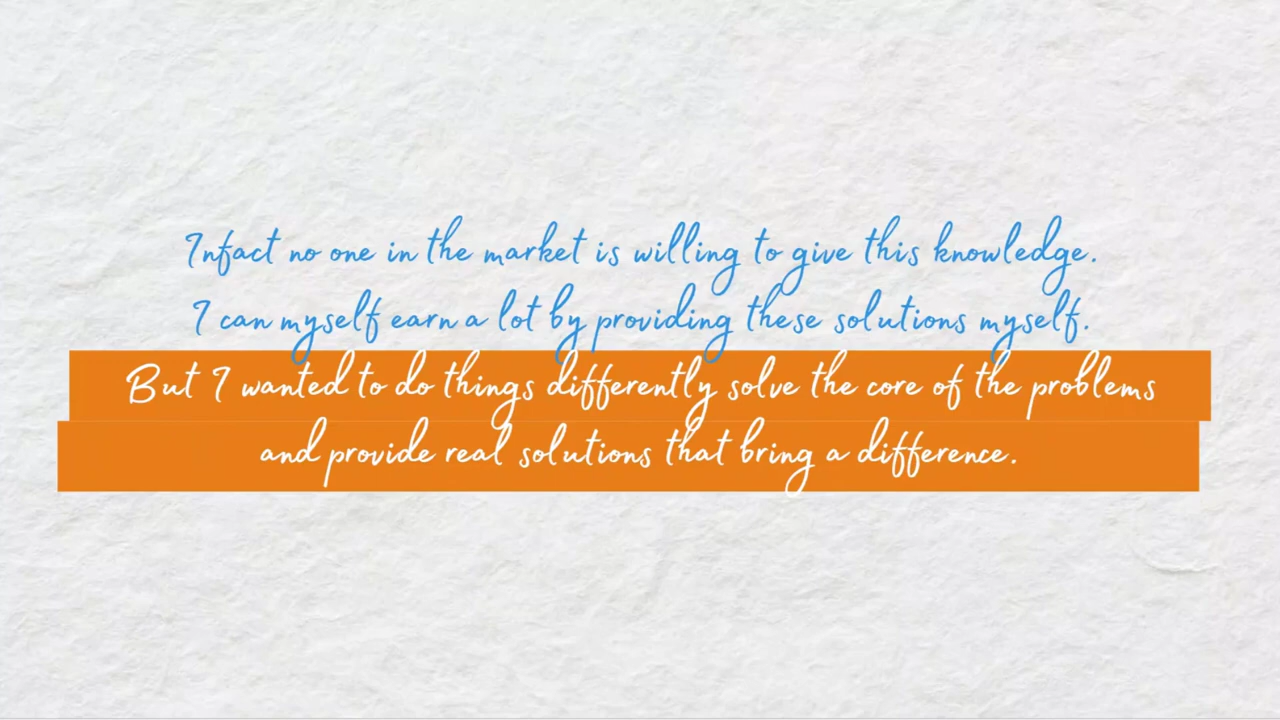 Infact no one in the market is willing to give this knowledge.
I can myself earn a lot by providing these solutions myself.
But I wanted to do things differently solve the core of the problems
and provide real solutions that bring a difference.